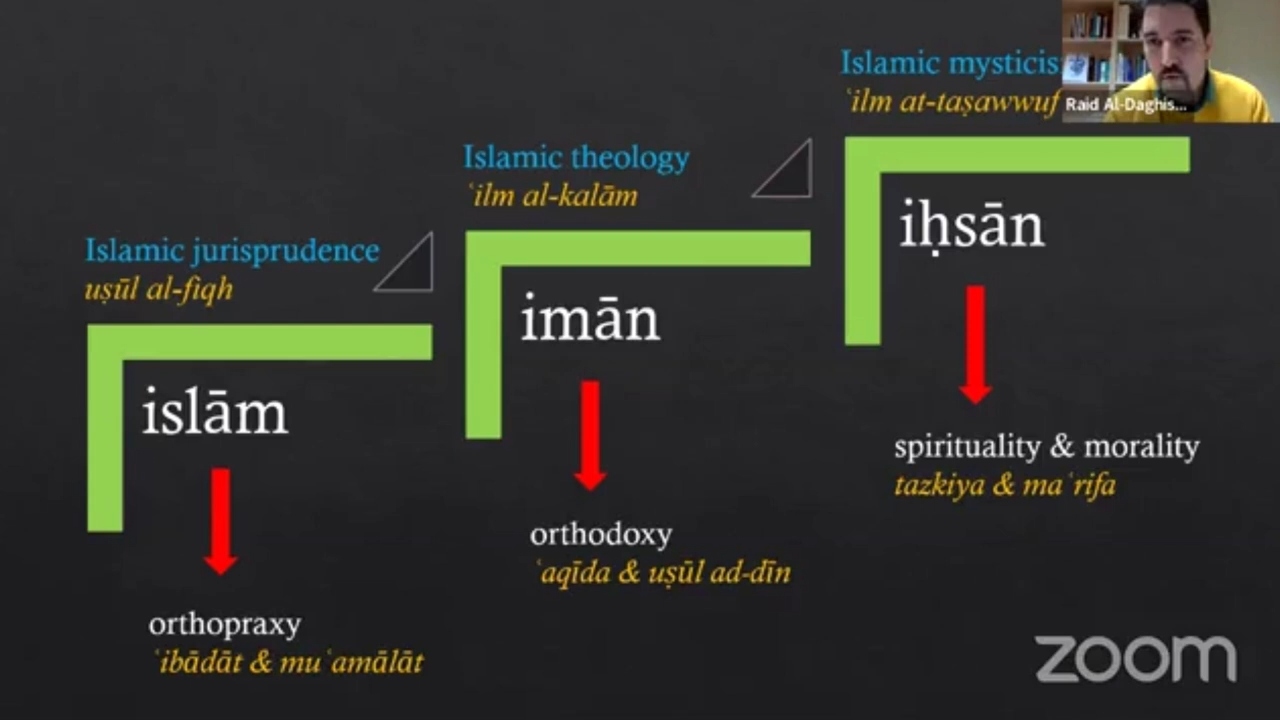 Islamic mysticis
ʿilm at-taṣawwuf
Raid Al-Daghis...
Islamic theology
ʿilm al-kalām
iḥsān
Islamic jurisprudence
uṣūl al-fiqh
imān
islām
spirituality & morality
tazkiya & maʿrifa
orthodoxy
ʿaqīda & uṣūl ad-dīn
orthopraxy
ʿibādāt & muʿamālāt
zoom